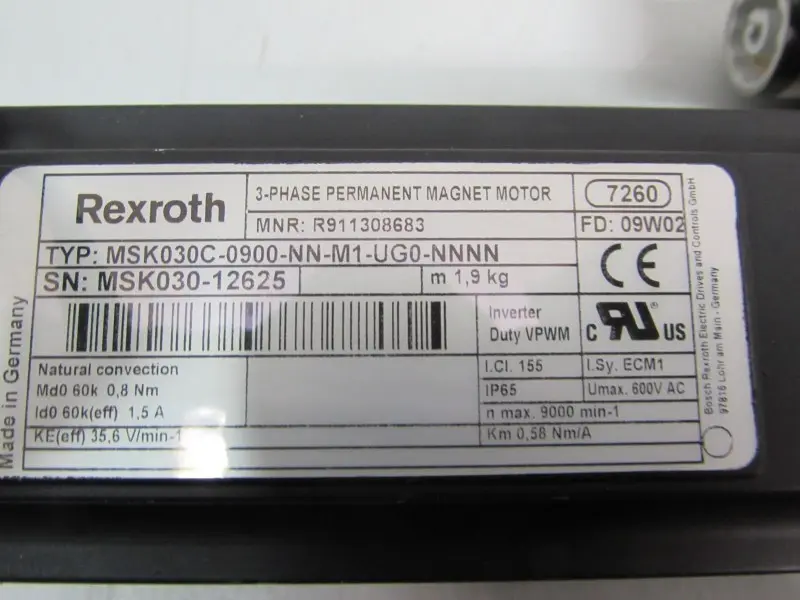 Rexroth
3-PHASE PERMANENT MAGNET MOTOR
7260
MNR: R911308683
FD: 09W02
TYP: MSK030C-0900-NN-M1-UG0-NNNN
SN: MSK030-12625
m 1,9 kg
CE
Inverter
Duty VPWM
c RU® US
Natural convection
Md0 60k 0,8 Nm
Id0 60k(eff) 1,5 A
KE(eff) 35,6 V/min-1
I.Cl. 155
I.Sy. ECM1
IP65
Umax. 600V AC
n max. 9000 min-1
Km 0,58 Nm/A
Made in Germany
Bosch Rexroth Electric Drives and Controls GmbH
97816 Lohr am Main - Germany